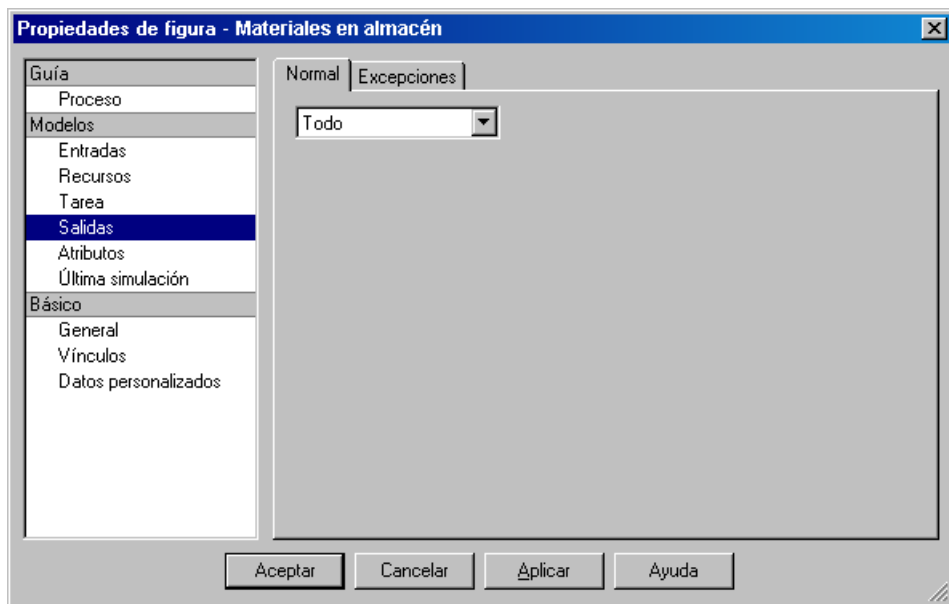 Propiedades de figura - Materiales en almacén
Guía
Proceso
Modelos
Entradas
Recursos
Tarea
Salidas
Atributos
Última simulación
Básico
General
Vínculos
Datos personalizados
Normal
Excepciones
Todo
Aceptar
Cancelar
Aplicar
Ayuda